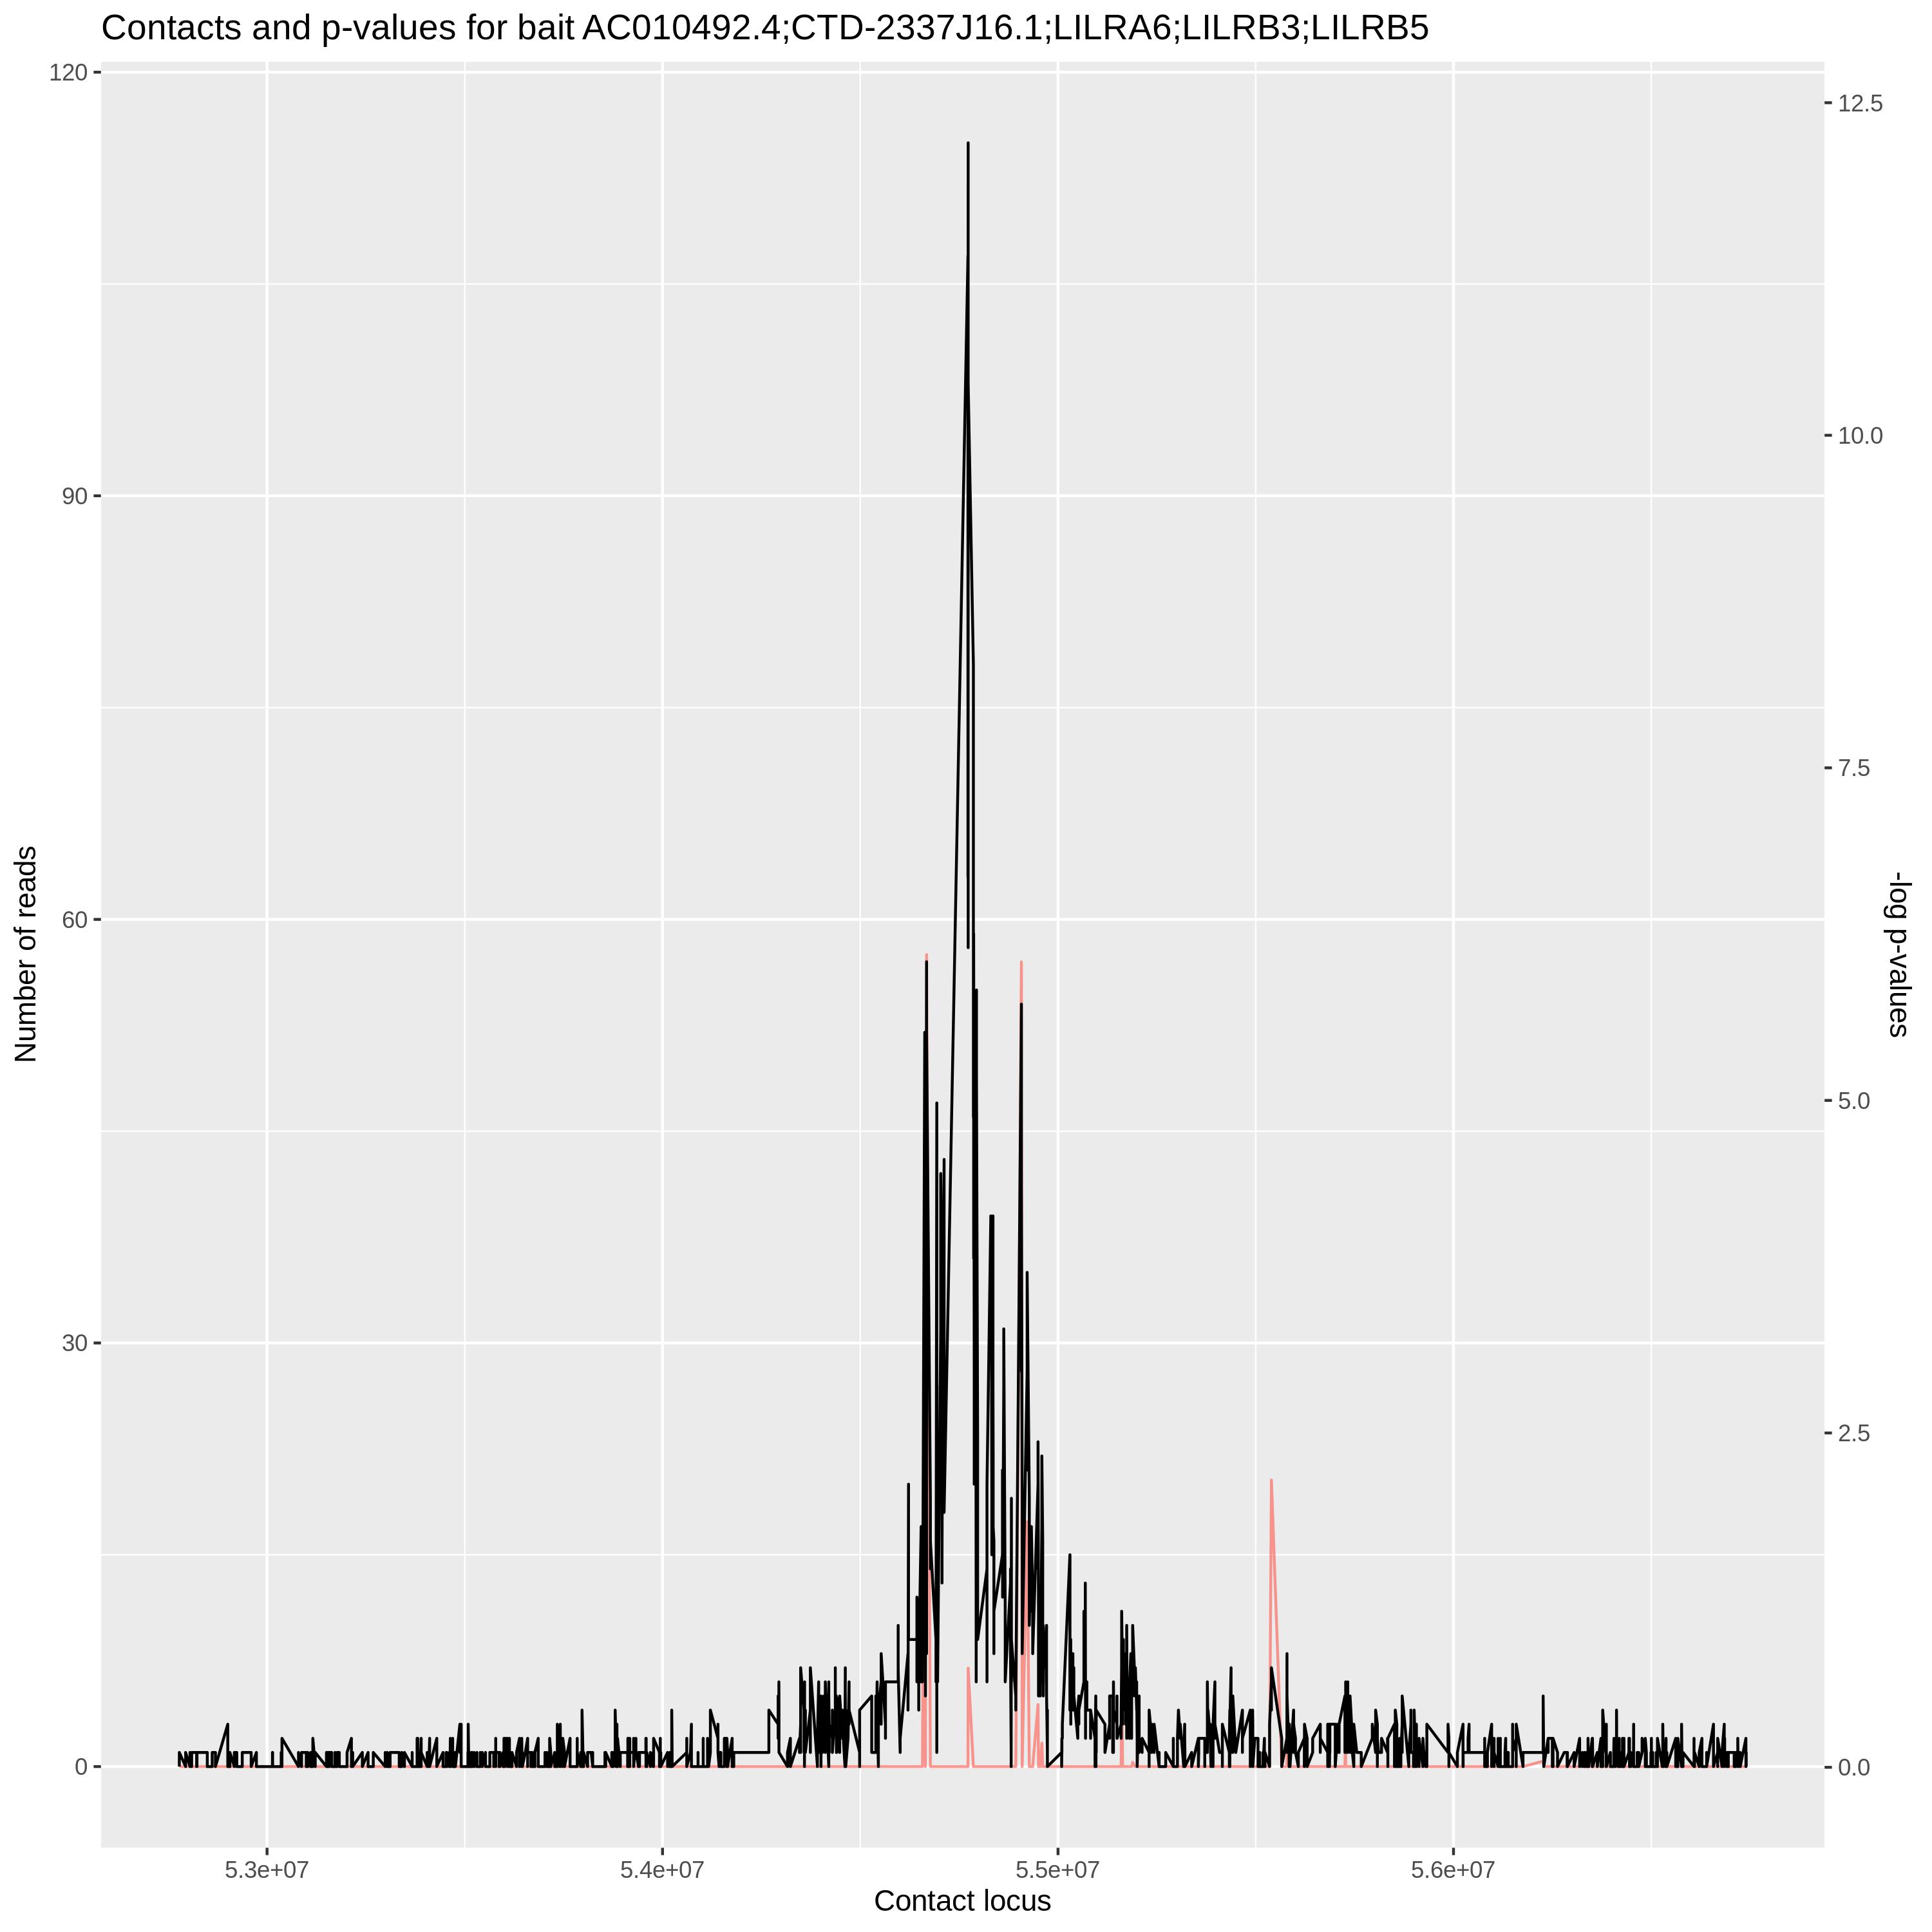 Contacts and p-values for bait AC010492.4;CTD-2337J16.1;LILRA6;LILRB3;LILRB5
120
90
60
30
0
Number of reads
12.5
10.0
7.5
5.0
2.5
0.0
-log p-values
5.3e+07 5.4e+07 5.5e+07 5.6e+07
Contact locus